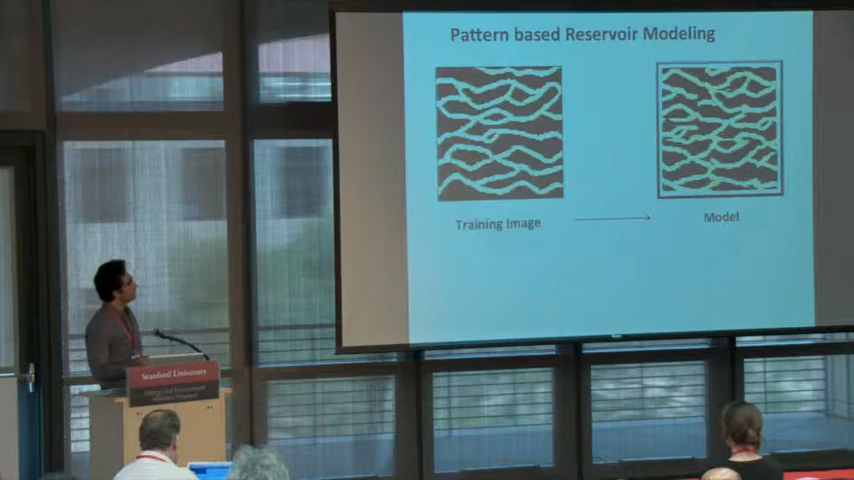 Pattern based Reservoir Modeling
Training Image
Model
Stanford University